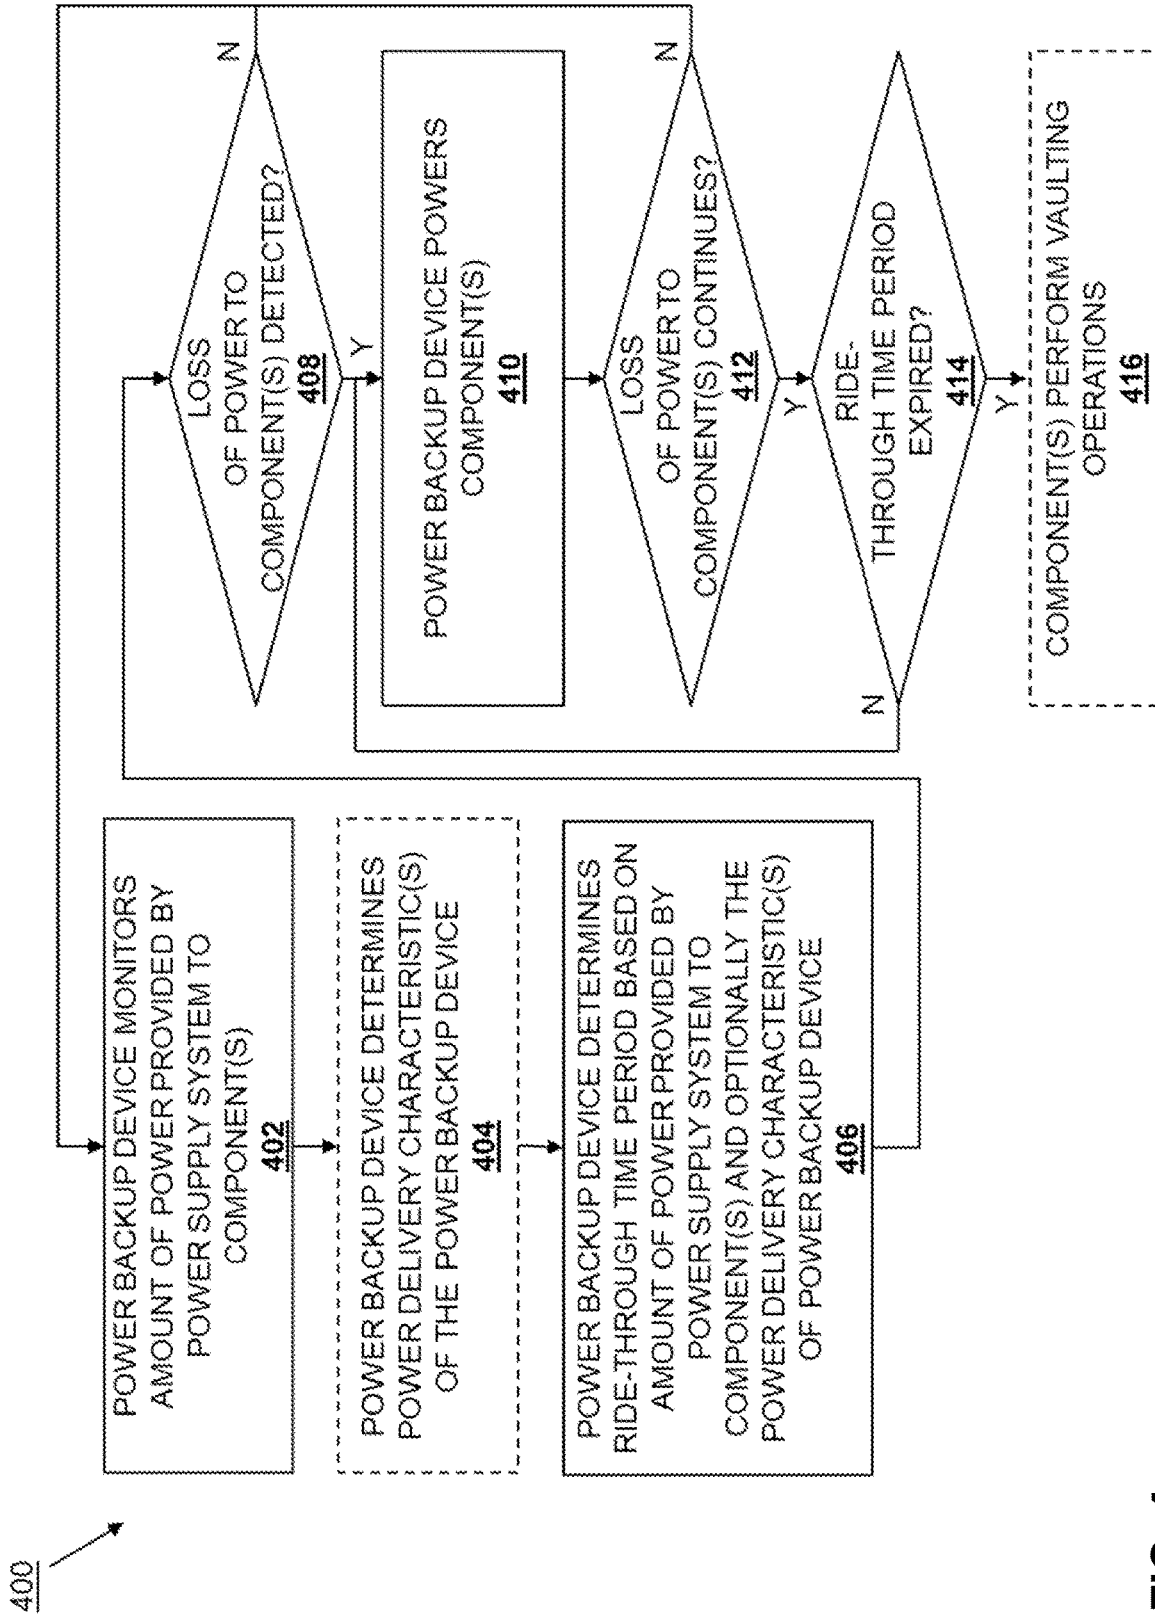 400
POWER BACKUP DEVICE MONITORS
AMOUNT OF POWER PROVIDED BY
POWER SUPPLY SYSTEM TO
COMPONENT(S)
402
POWER BACKUP DEVICE DETERMINES
POWER DELIVERY CHARACTERISTIC(S)
OF THE POWER BACKUP DEVICE
404
POWER BACKUP DEVICE DETERMINES
RIDE-THROUGH TIME PERIOD BASED ON
AMOUNT OF POWER PROVIDED BY
POWER SUPPLY SYSTEM TO
COMPONENT(S) AND OPTIONALLY THE
POWER DELIVERY CHARACTERISTIC(S)
OF POWER BACKUP DEVICE
406
LOSS
OF POWER TO
COMPONENT(S) DETECTED?
408
N
Y
POWER BACKUP DEVICE POWERS
COMPONENT(S)
410
LOSS
OF POWER TO
COMPONENT(S) CONTINUES?
412
N
Y
RIDE-
THROUGH TIME PERIOD
EXPIRED?
414
N
Y
COMPONENT(S) PERFORM VAULTING
OPERATIONS
416